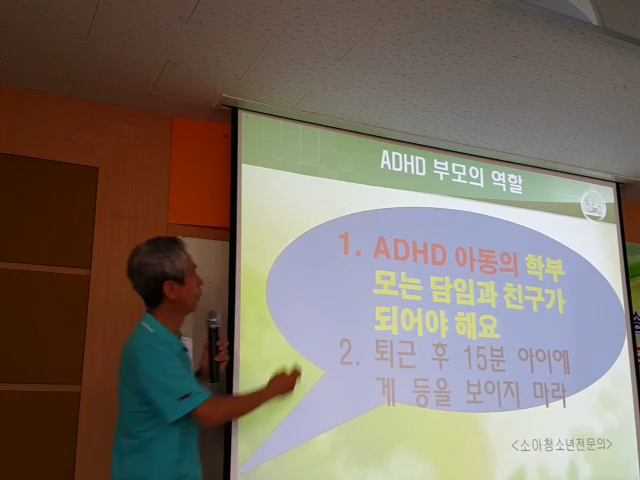 ADHD 부모의 역할
1. ADHD 아동의 학부
모는 담임과 친구가
되어야 해요
2. 퇴근 후 15분 아이에
게 등을 보이지 마라
<소아청소년전문의>